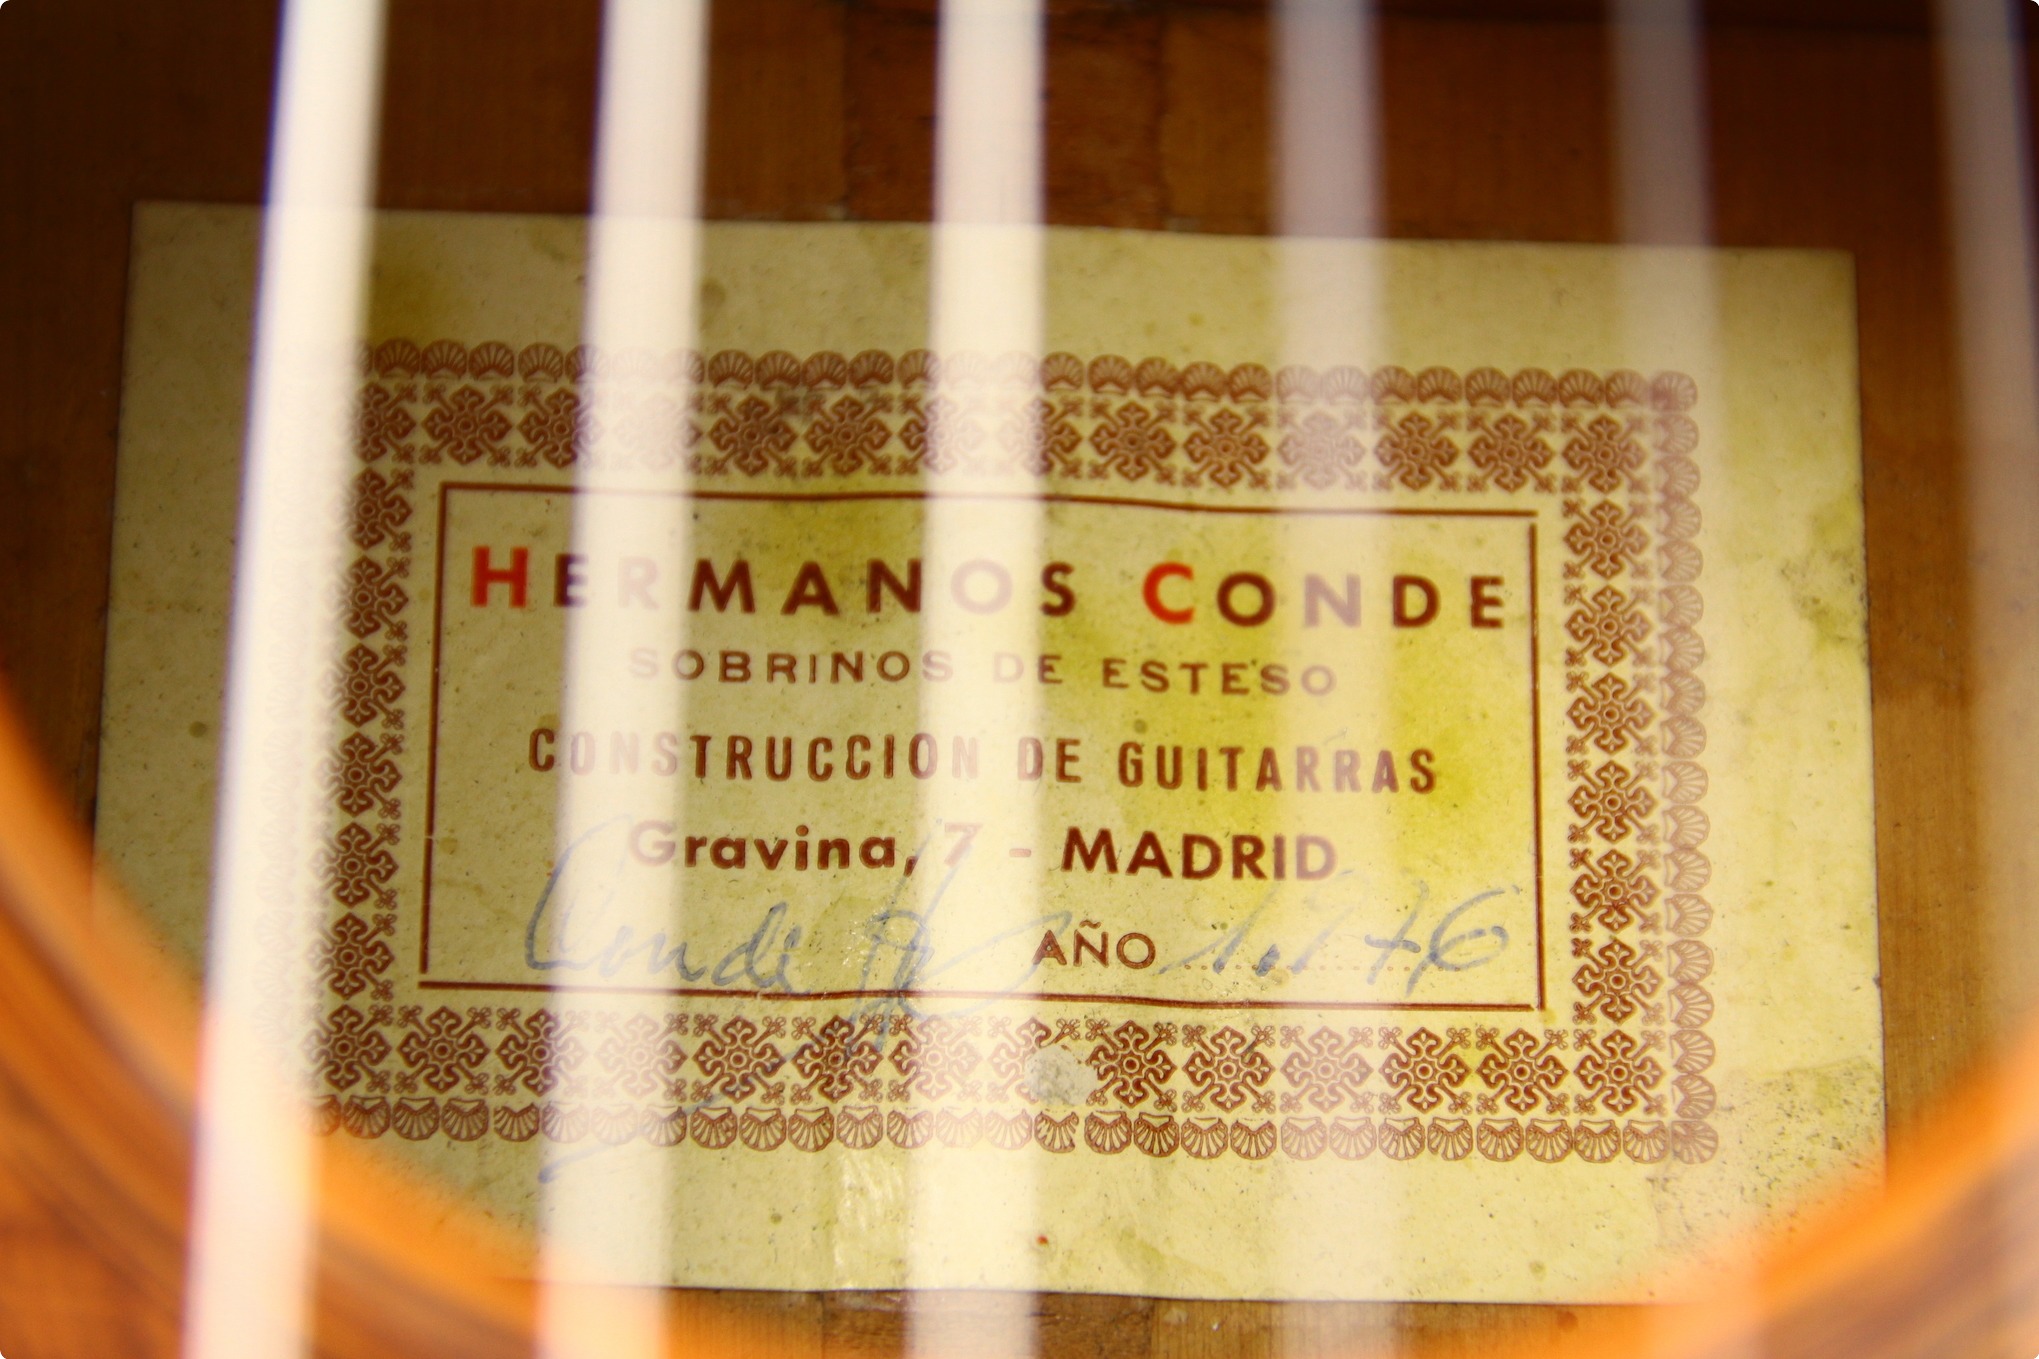 HERMANOS CONDE
SOBRINOS DE ESTESO
CONSTRUCCION DE GUITARRAS
Gravina, 7 - MADRID
Conde AÑO 1.976